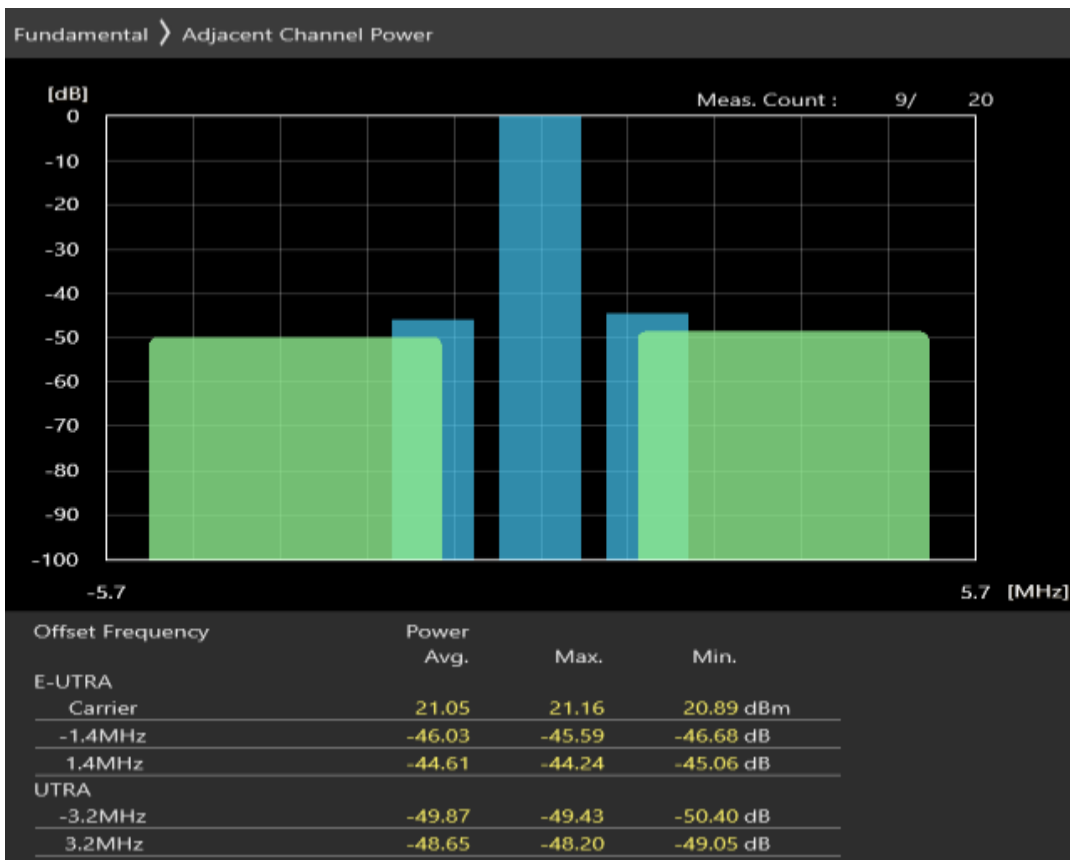 Fundamental 〉 Adjacent Channel Power
[dB]
Meas. Count : 9/ 20
0
-10
-20
-30
-40
-50
-60
-70
-80
-90
-100
-5.7 5.7 [MHz]
Offset Frequency Power
Avg. Max. Min.
E-UTRA
Carrier 21.05 21.16 20.89 dBm
-1.4MHz -46.03 -45.59 -46.68 dB
1.4MHz -44.61 -44.24 -45.06 dB
UTRA
-3.2MHz -49.87 -49.43 -50.40 dB
3.2MHz -48.65 -48.20 -49.05 dB